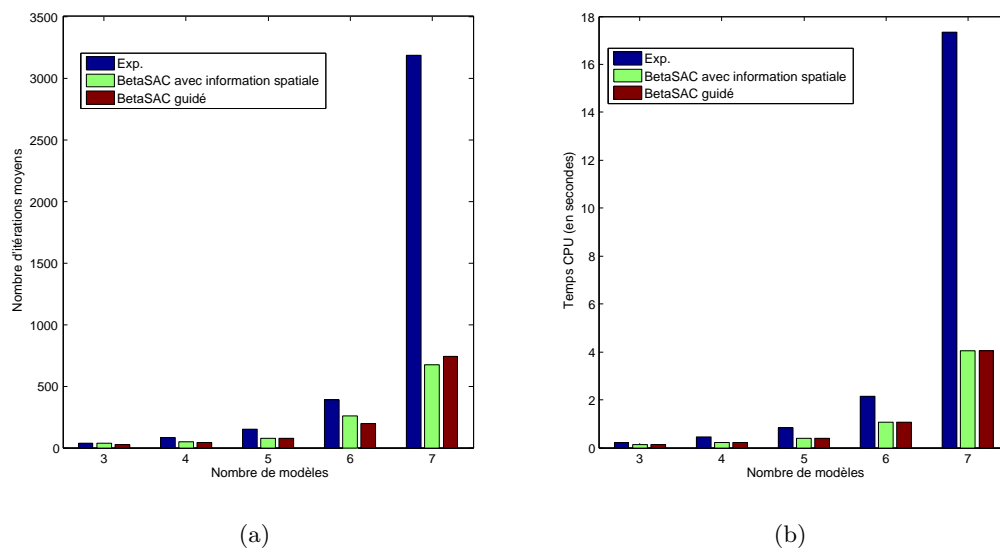 3500
3000
2500
2000
1500
1000
500
0
Nombre d'itérations moyens
Exp.
BetaSAC avec information spatiale
BetaSAC guidé
3 4 5 6 7
Nombre de modèles
(a)
18
16
14
12
10
8
6
4
2
0
Temps CPU (en secondes)
Exp.
BetaSAC avec information spatiale
BetaSAC guidé
3 4 5 6 7
Nombre de modèles
(b)